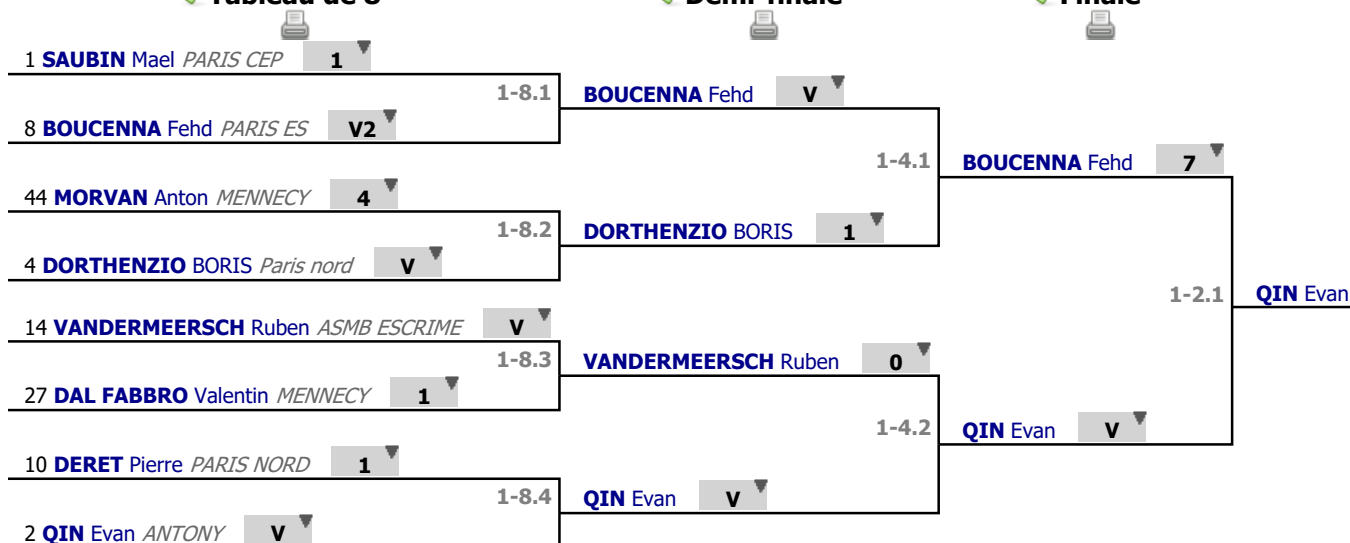 Tableau de 8
Demi-finale
Finale
1 SAUBIN Mael PARIS CEP 1
1-8.1
BOUCENNA Fehd V
8 BOUCENNA Fehd PARIS ES V2
1-4.1
BOUCENNA Fehd 7
44 MORVAN Anton MENNECY 4
1-8.2
DORTHENZIO BORIS 1
4 DORTHENZIO BORIS Paris nord V
1-2.1
QIN Evan
14 VANDERMEERSCH Ruben ASMB ESCRIME V
1-8.3
VANDERMEERSCH Ruben 0
27 DAL FABBRO Valentin MENNECY 1
1-4.2
QIN Evan V
10 DERET Pierre PARIS NORD 1
1-8.4
QIN Evan V
2 QIN Evan ANTONY V